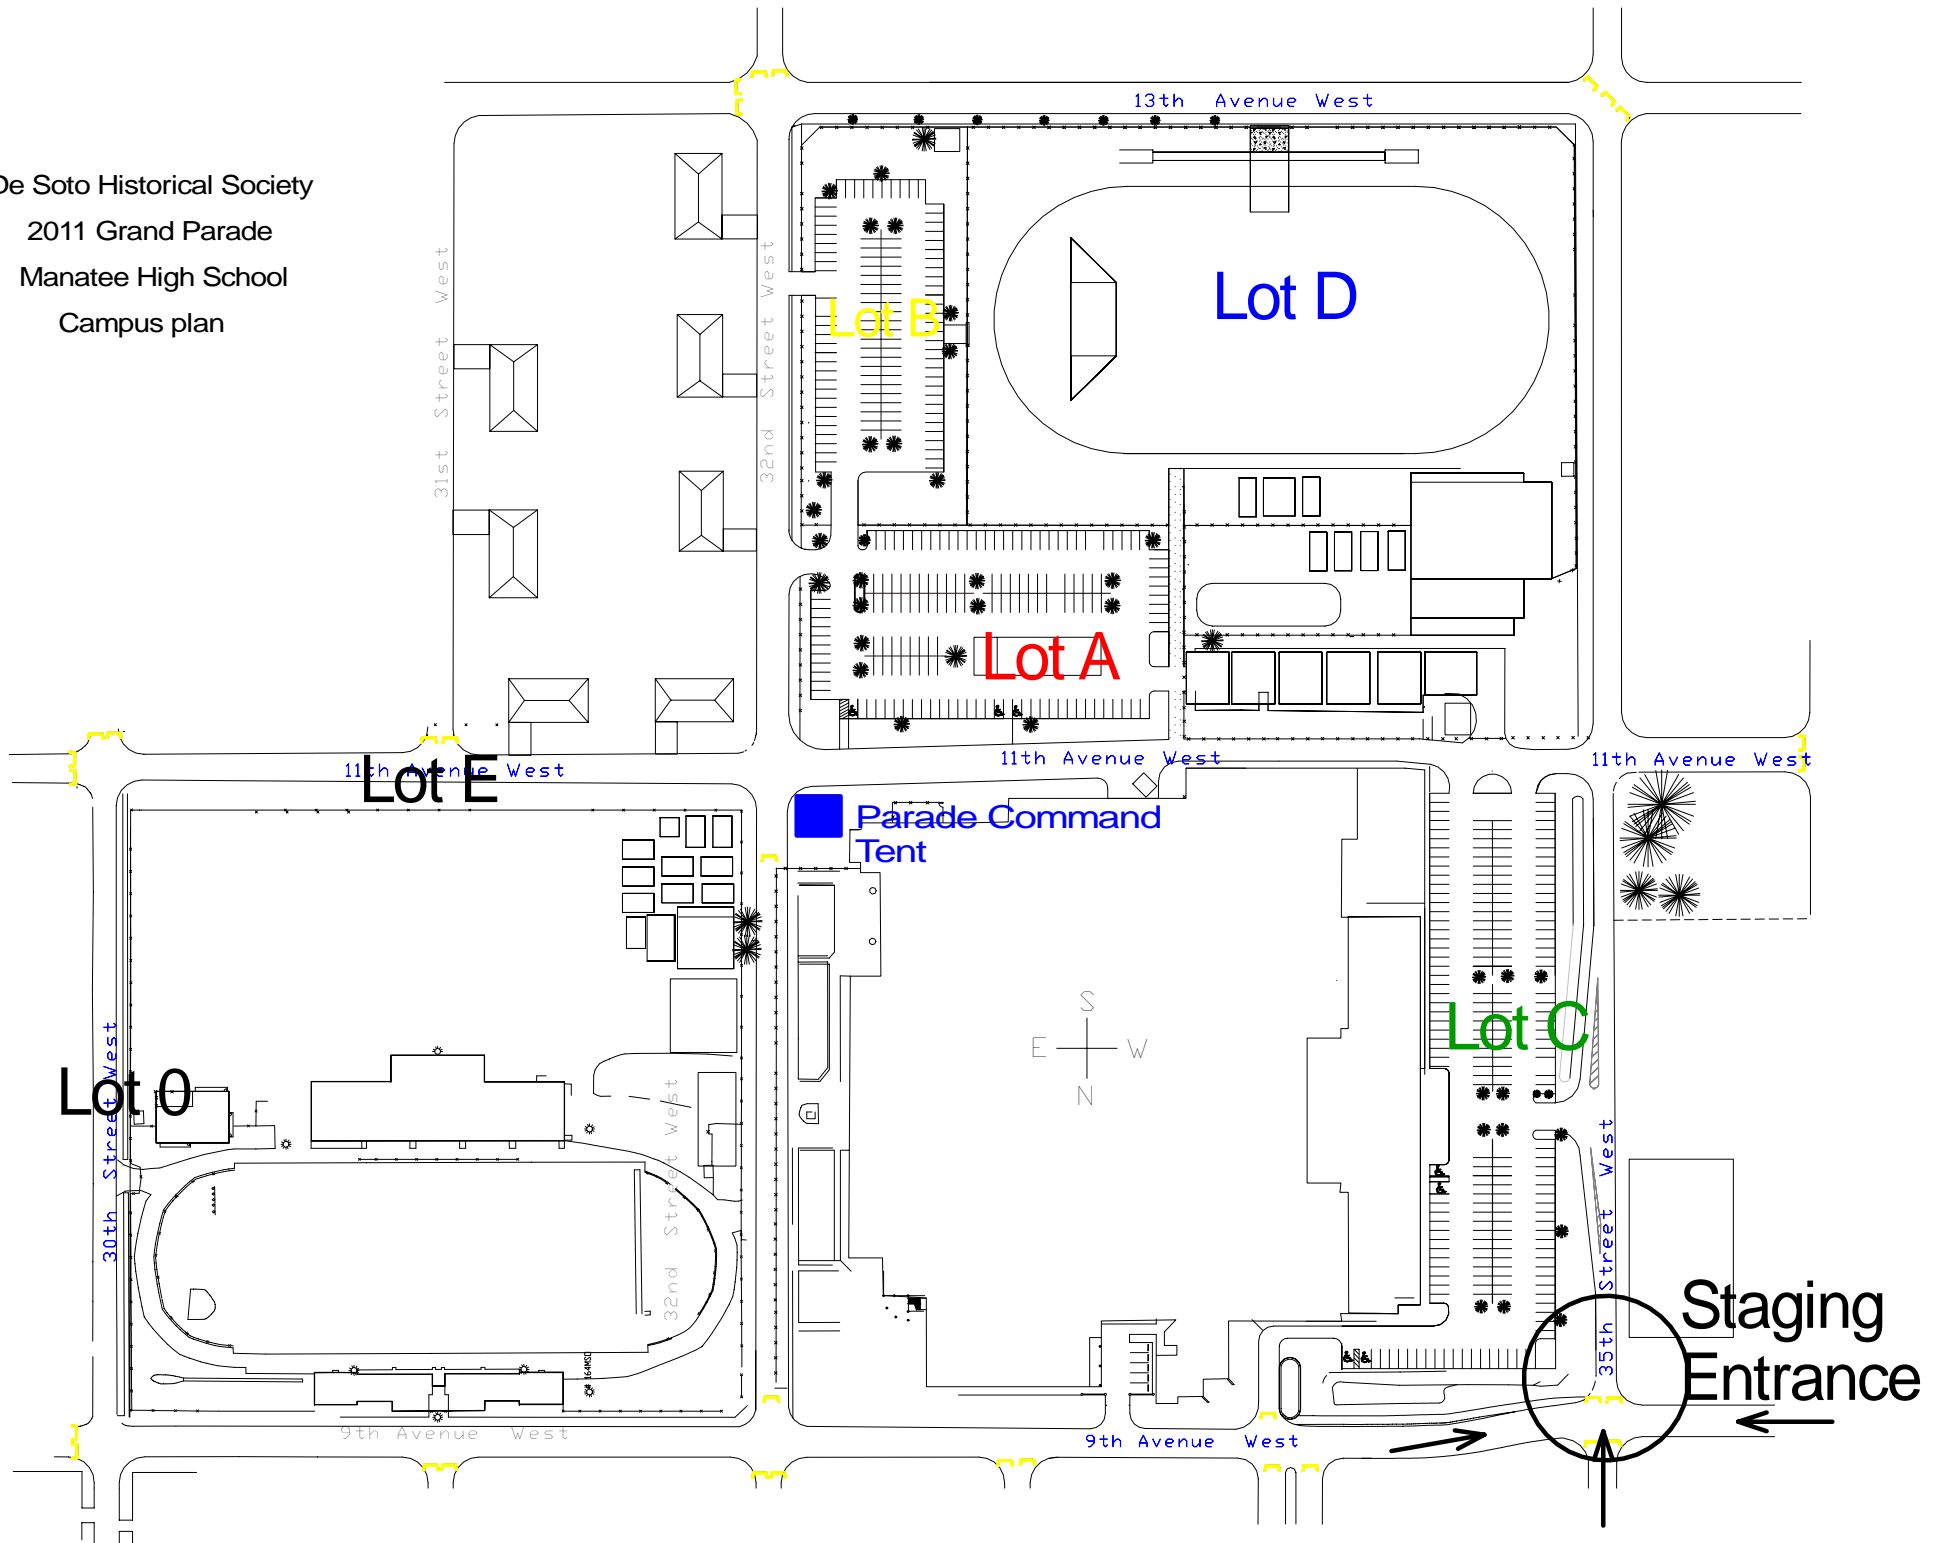 13th Avenue West
De Soto Historical Society
2011 Grand Parade
Manatee High School
Campus plan
31st Street West
32nd Street West
Lot B
Lot D
Lot A
11th Avenue West
Lot E
11th Avenue West
11th Avenue West
Parade Command
Tent
S
E W
N
Lot C
Lot 0
30th Street West
32nd Street West
35th Street West
Staging
Entrance
164MSD
9th Avenue West
9th Avenue West